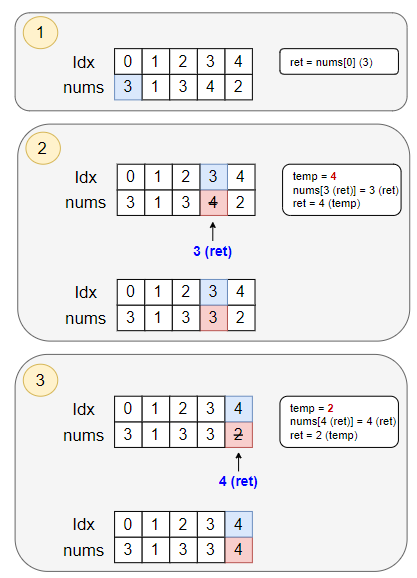 1
Idx 0 1 2 3 4
nums 3 1 3 4 2
ret = nums[0] (3)
2
Idx 0 1 2 3 4
nums 3 1 3 4 2
3 (ret)
temp = 4
nums[3 (ret)] = 3 (ret)
ret = 4 (temp)
Idx 0 1 2 3 4
nums 3 1 3 3 2
3
Idx 0 1 2 3 4
nums 3 1 3 3 2
4 (ret)
temp = 2
nums[4 (ret)] = 4 (ret)
ret = 2 (temp)
Idx 0 1 2 3 4
nums 3 1 3 3 4